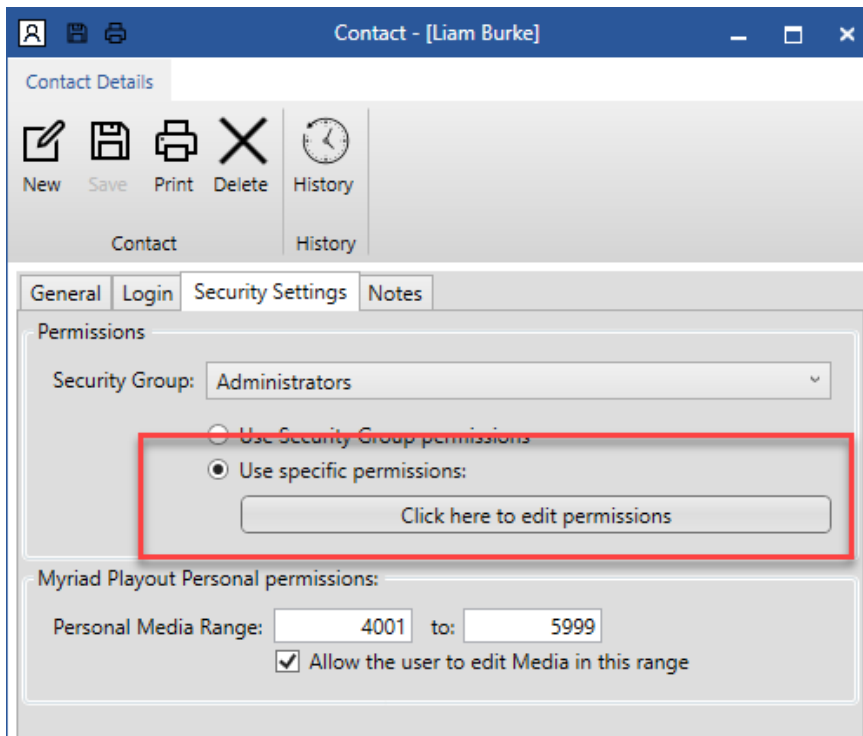 Contact - [Liam Burke]
Contact Details
New Save Print Delete History
Contact History
General Login Security Settings Notes
Permissions
Security Group: Administrators
Use Security Group permissions
Use specific permissions:
Click here to edit permissions
Myriad Playout Personal permissions:
Personal Media Range: 4001 to: 5999
Allow the user to edit Media in this range